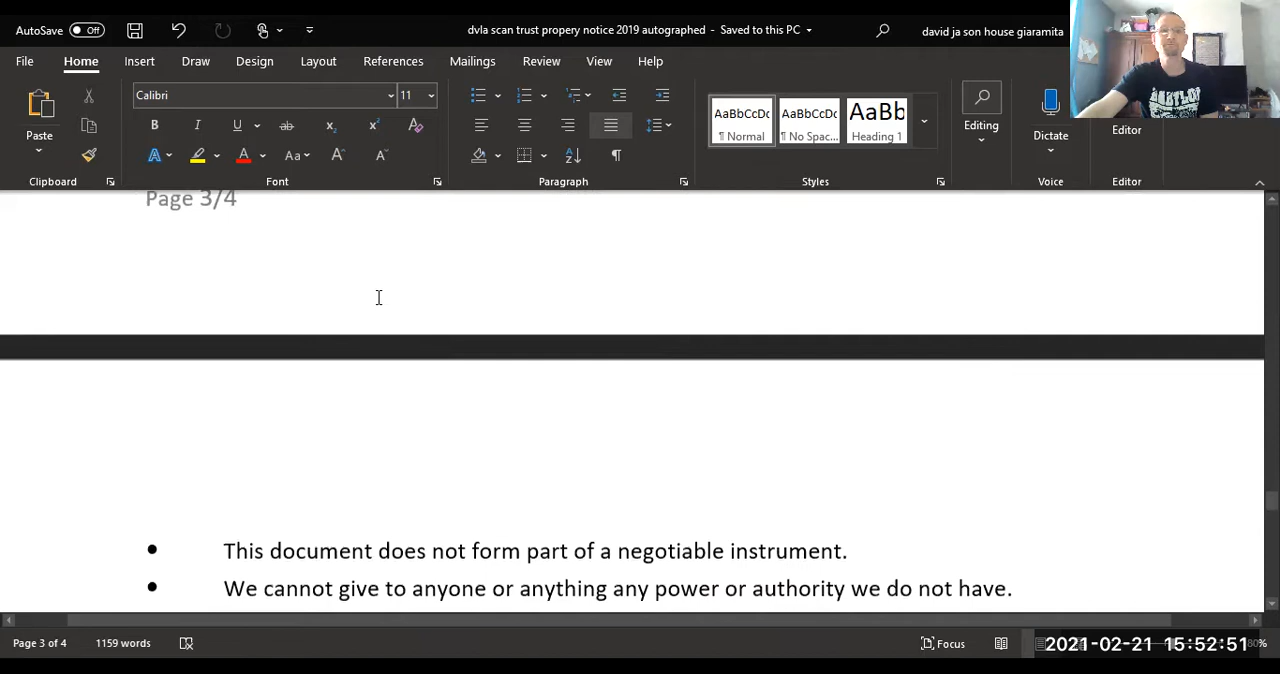 AutoSave Off
dvla scan trust propery notice 2019 autographed - Saved to this PC
david ja son house giaramita
File Home Insert Draw Design Layout References Mailings Review View Help
Paste
Calibri 11
B I U ab x₂ x² A
A A Aa A A
AaBbCcDc AaBbCcDc AaBb
¶ Normal ¶ No Spac... Heading 1
Editing
Dictate
Editor
Clipboard Font Paragraph Styles Voice Editor
Page 3/4
• This document does not form part of a negotiable instrument.
• We cannot give to anyone or anything any power or authority we do not have.
Page 3 of 4 1159 words
Focus
2021-02-21 15:52:51